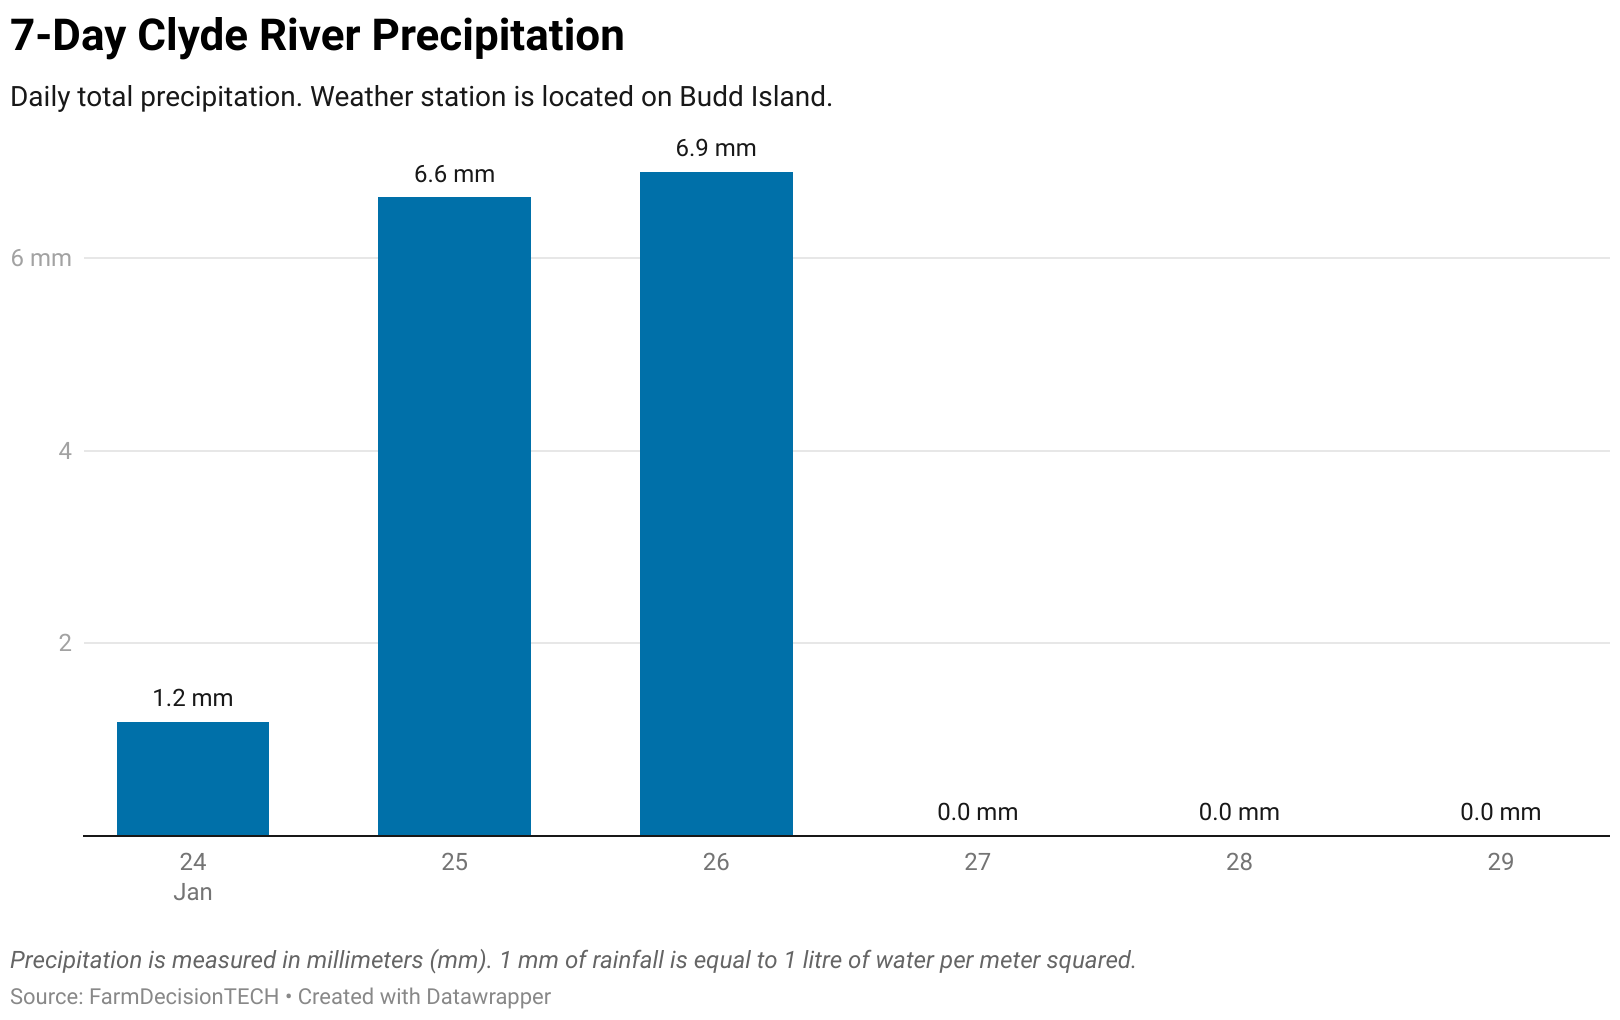 7-Day Clyde River Precipitation
Daily total precipitation. Weather station is located on Budd Island.
6.9 mm
6.6 mm
6 mm
4
2
1.2 mm
0.0 mm
0.0 mm
0.0 mm
24
25
26
27
28
29
Jan
Precipitation is measured in millimeters (mm). 1 mm of rainfall is equal to 1 litre of water per meter squared.
Source: FarmDecisionTECH • Created with Datawrapper